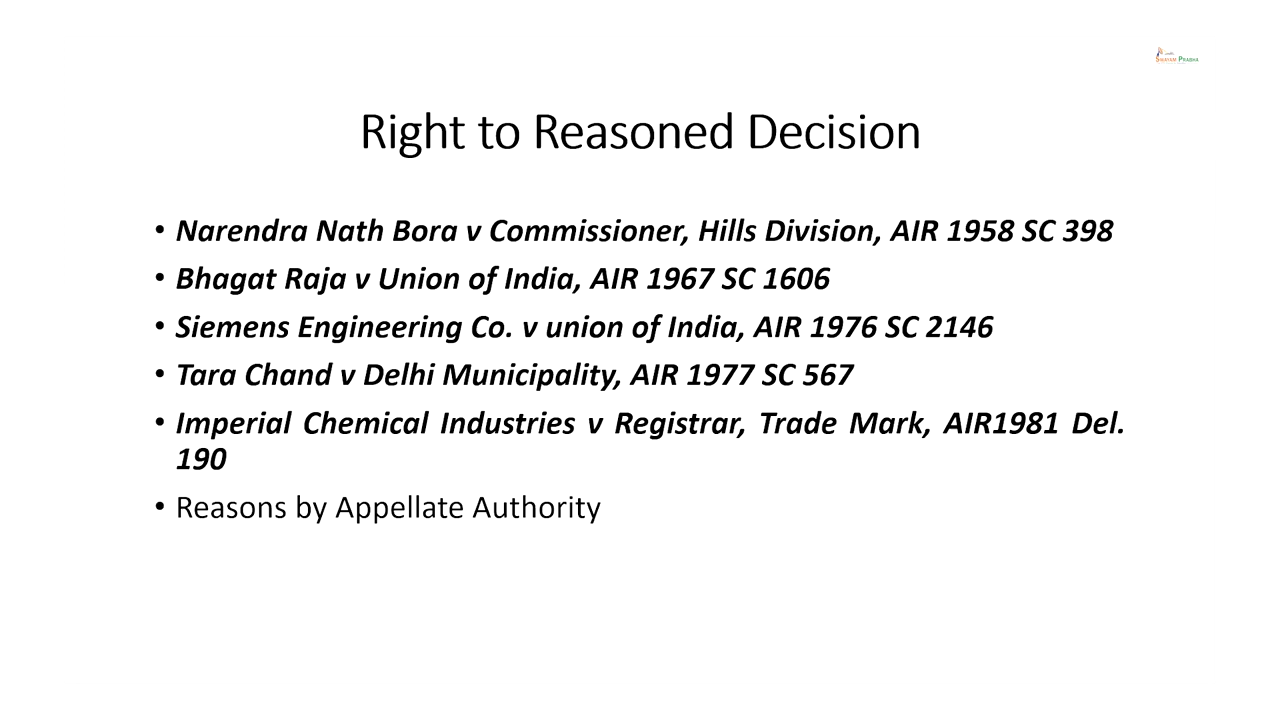 SWAYAM PRABHA
Right to Reasoned Decision
• Narendra Nath Bora v Commissioner, Hills Division, AIR 1958 SC 398
• Bhagat Raja v Union of India, AIR 1967 SC 1606
• Siemens Engineering Co. v union of India, AIR 1976 SC 2146
• Tara Chand v Delhi Municipality, AIR 1977 SC 567
• Imperial Chemical Industries v Registrar, Trade Mark, AIR1981 Del.
190
• Reasons by Appellate Authority